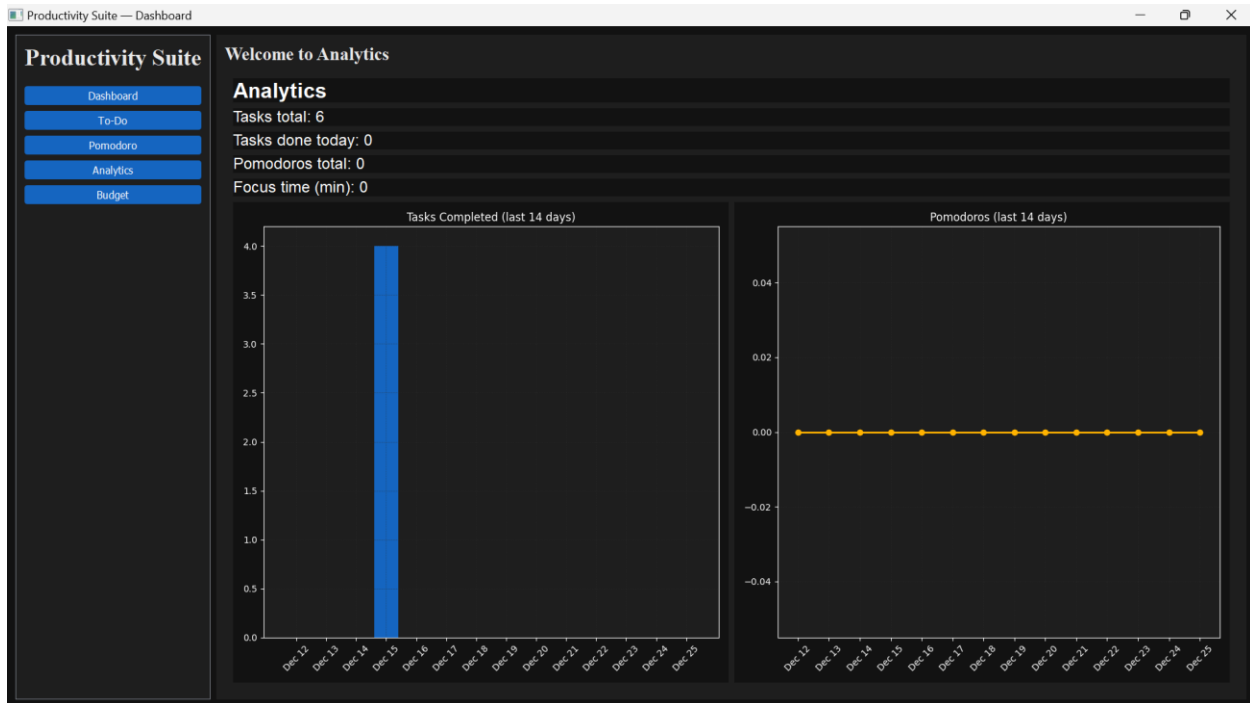 Productivity Suite — Dashboard
Productivity Suite
Dashboard
To-Do
Pomodoro
Analytics
Budget
Welcome to Analytics
Analytics
Tasks total: 6
Tasks done today: 0
Pomodoros total: 0
Focus time (min): 0
Tasks Completed (last 14 days)
4.0
3.5
3.0
2.5
2.0
1.5
1.0
0.5
0.0
Dec 12 Dec 13 Dec 14 Dec 15 Dec 16 Dec 17 Dec 18 Dec 19 Dec 20 Dec 21 Dec 22 Dec 23 Dec 24 Dec 25
Pomodoros (last 14 days)
0.04
0.02
0.00
−0.02
−0.04
Dec 12 Dec 13 Dec 14 Dec 15 Dec 16 Dec 17 Dec 18 Dec 19 Dec 20 Dec 21 Dec 22 Dec 23 Dec 24 Dec 25